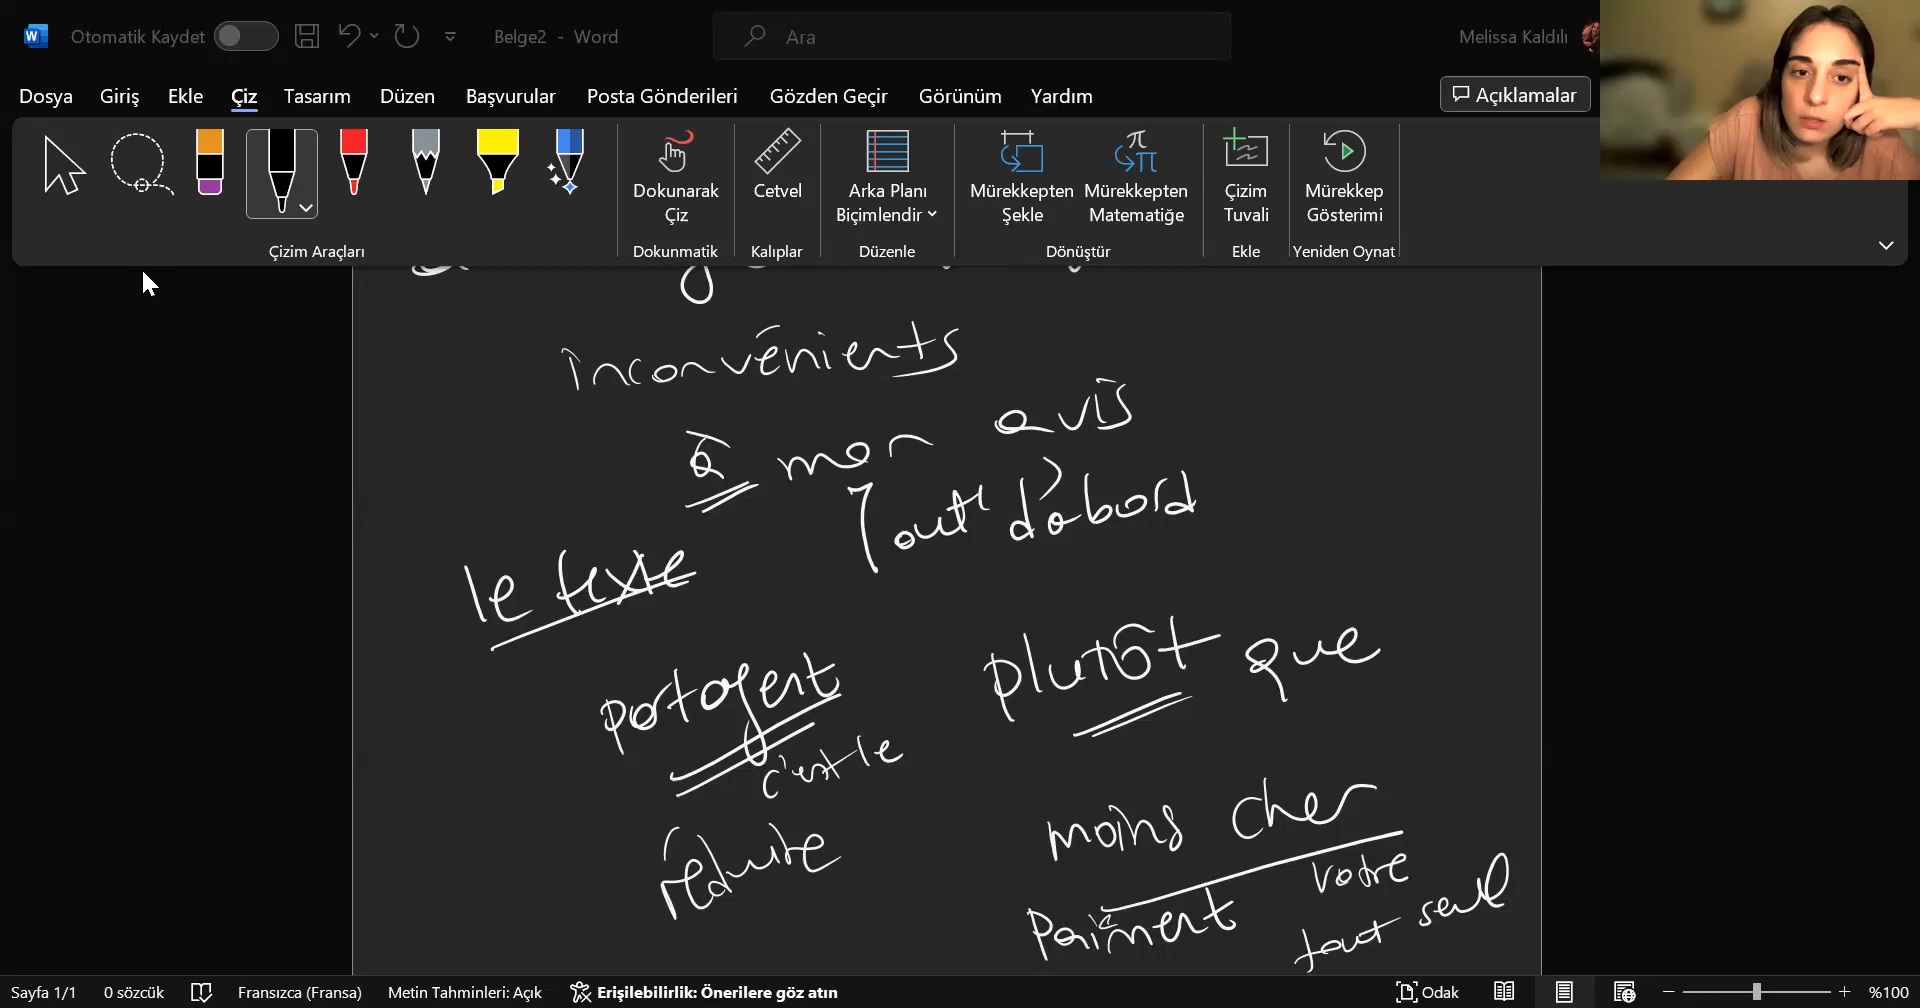 Otomatik Kaydet Belge2 - Word Ara Melissa Kaldılı
Dosya Giriş Ekle Çiz Tasarım Düzen Başvurular Posta Gönderileri Gözden Geçir Görünüm Yardım Açıklamalar
Dokunarak Çiz
Cetvel
Arka Planı Biçimlendir
Mürekkepten Şekle
Mürekkepten Matematiğe
Çizim Tuvali
Mürekkep Gösterimi
Çizim Araçları Dokunmatik Kalıplar Düzenle Dönüştür Ekle Yeniden Oynat
inconvénients
à mon avis
Tout d'abord
le texte
partagent plutôt que
c'est le
réduire moins cher
votre
Paiement tout seul
Sayfa 1/1 0 sözcük Fransızca (Fransa) Metin Tahminleri: Açık Erişilebilirlik: Önerilere göz atın Odak %100